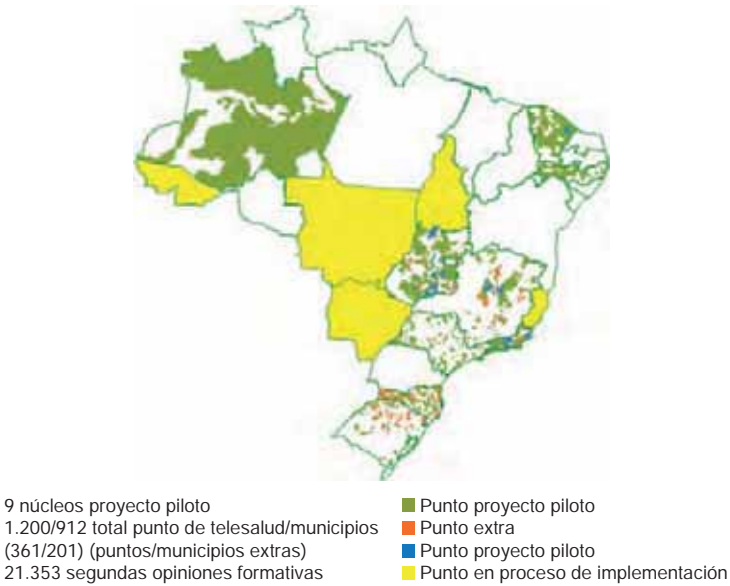 9 núcleos proyecto piloto
1.200/912 total punto de telesalud/municipios
(361/201) (puntos/municipios extras)
21.353 segundas opiniones formativas
Punto proyecto piloto
Punto extra
Punto proyecto piloto
Punto en proceso de implementación